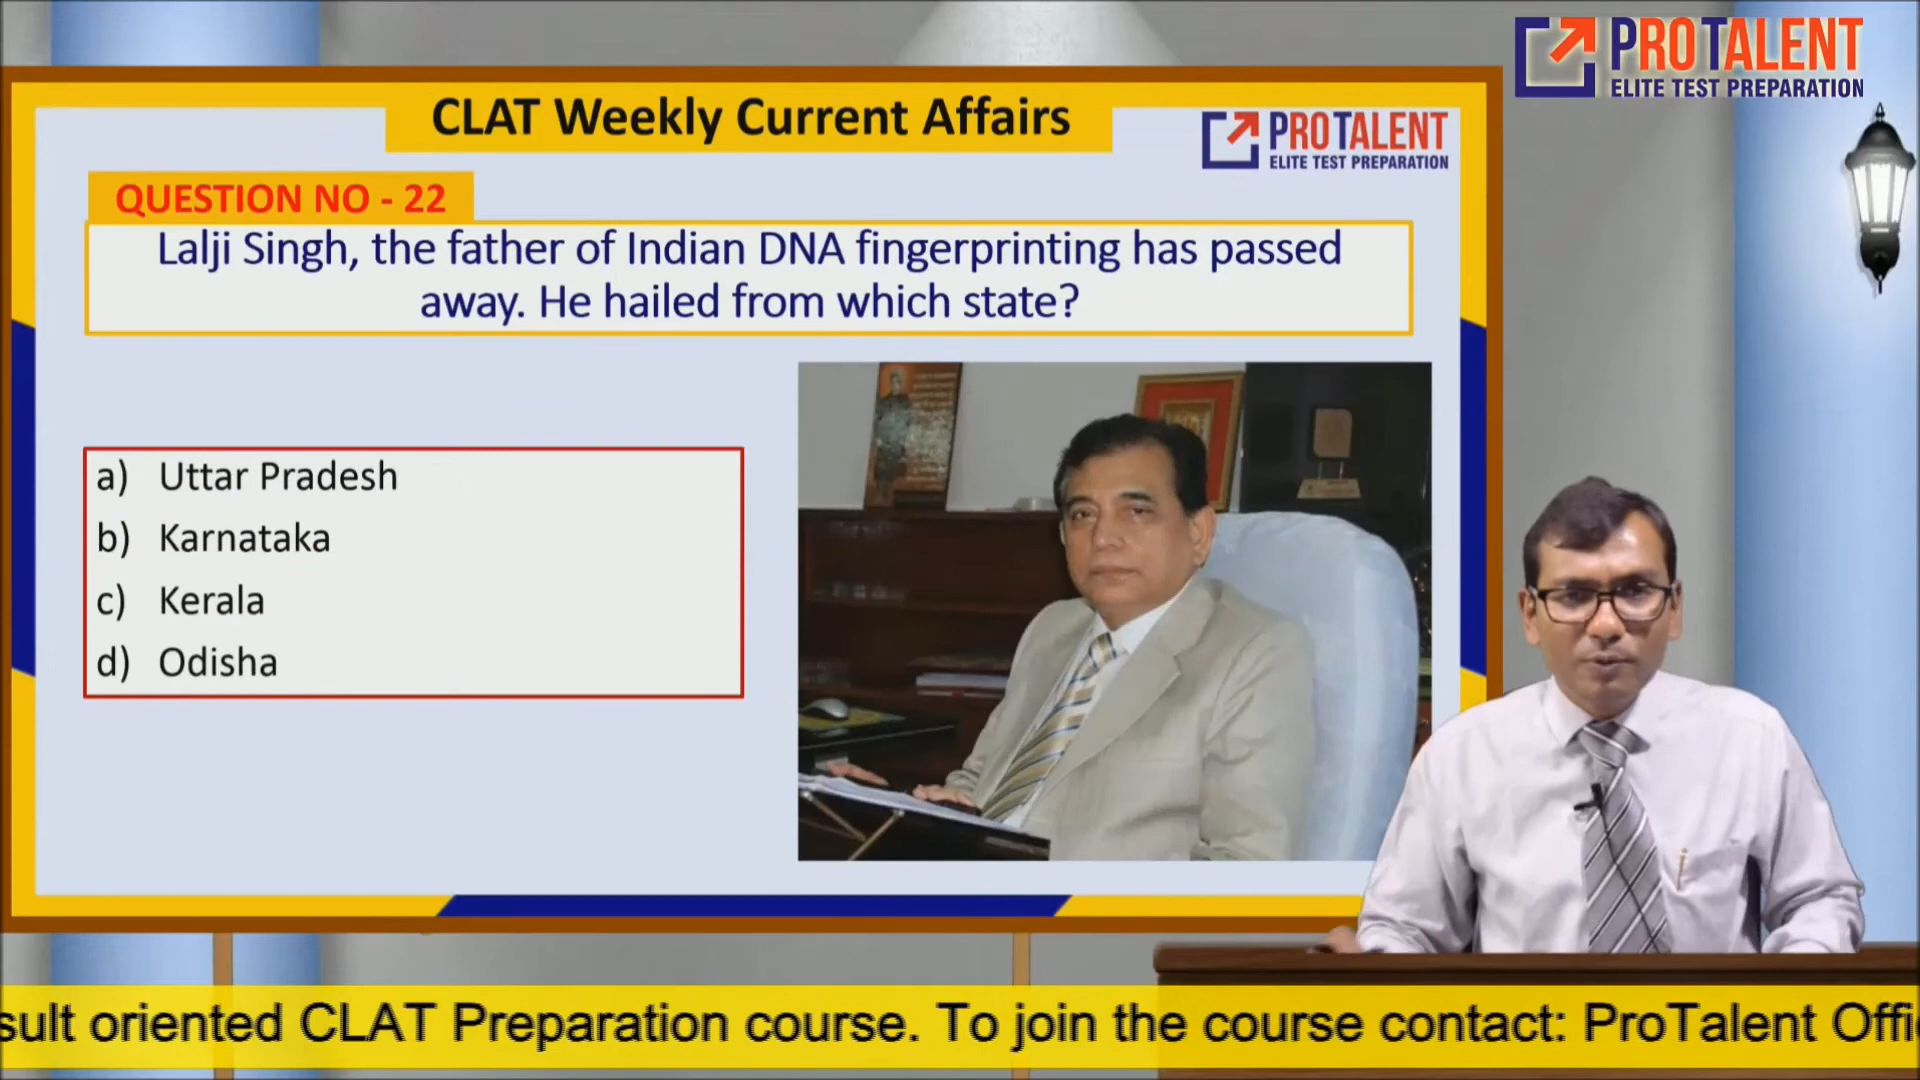 PROTALENT
ELITE TEST PREPARATION
CLAT Weekly Current Affairs
PROTALENT
ELITE TEST PREPARATION
QUESTION NO - 22
Lalji Singh, the father of Indian DNA fingerprinting has passed
away. He hailed from which state?
a) Uttar Pradesh
b) Karnataka
c) Kerala
d) Odisha
sult oriented CLAT Preparation course. To join the course contact: ProTalent Offi